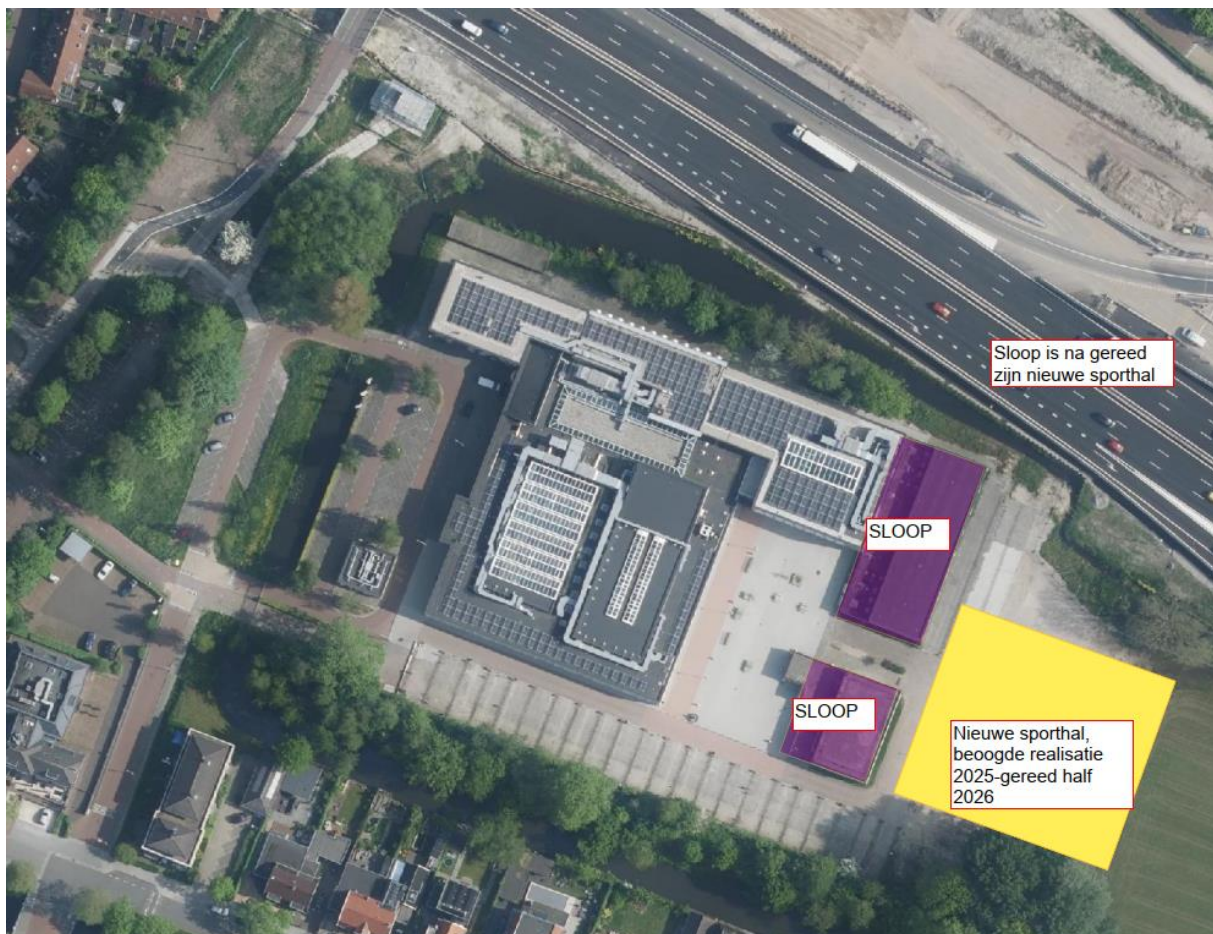 Sloop is na gereed
zijn nieuwe sporthal
SLOOP
SLOOP
Nieuwe sporthal,
beoogde realisatie
2025-gereed half
2026